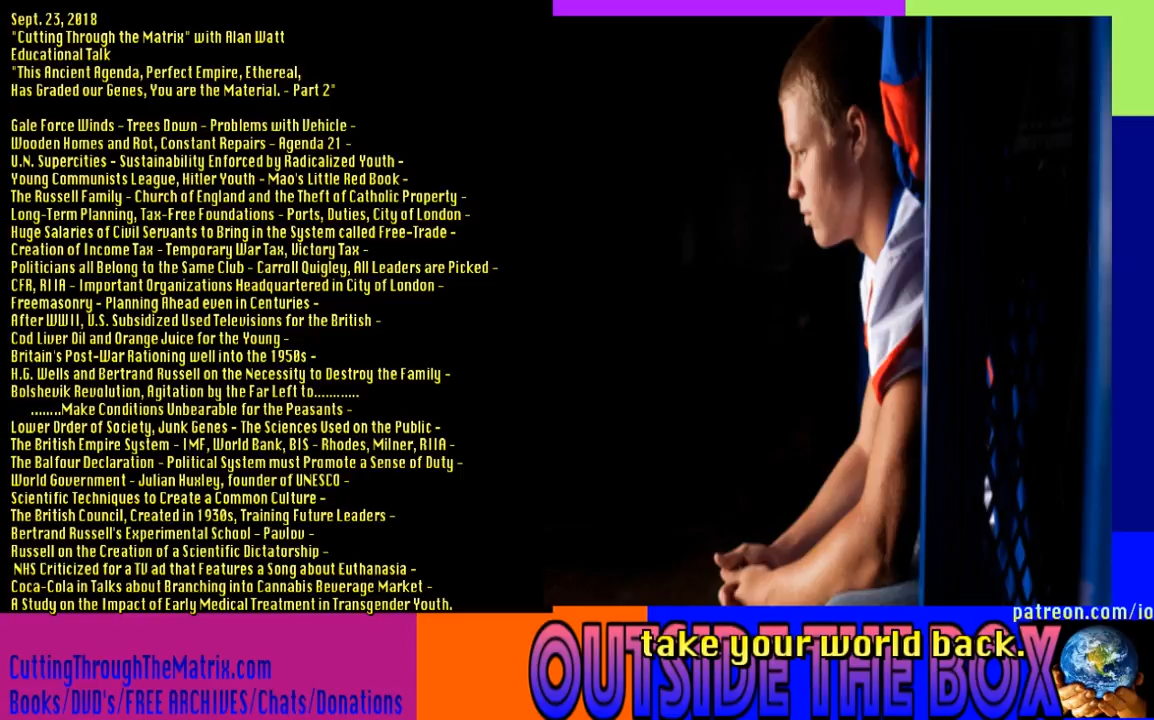 Sept. 23, 2018
"Cutting Through the Matrix" with Alan Watt
Educational Talk
"This Ancient Agenda, Perfect Empire, Ethereal,
Has Graded our Genes, You are the Material. - Part 2"
Gale Force Winds - Trees Down - Problems with Vehicle -
Wooden Homes and Rot, Constant Repairs - Agenda 21 -
U.N. Supercities - Sustainability Enforced by Radicalized Youth -
Young Communists League, Hitler Youth - Mao's Little Red Book -
The Russell Family - Church of England and the Theft of Catholic Property -
Long-Term Planning, Tax-Free Foundations - Ports, Duties, City of London -
Huge Salaries of Civil Servants to Bring in the System called Free-Trade -
Creation of Income Tax - Temporary War Tax, Victory Tax -
Politicians all Belong to the Same Club - Carroll Quigley, All Leaders are Picked -
CFR, RIIA - Important Organizations Headquartered in City of London -
Freemasonry - Planning Ahead even in Centuries -
After WWII, U.S. Subsidized Used Televisions for the British -
Cod Liver Oil and Orange Juice for the Young -
Britain's Post-War Rationing well into the 1950s -
H.G. Wells and Bertrand Russell on the Necessity to Destroy the Family -
Bolshevik Revolution, Agitation by the Far Left to............
........Make Conditions Unbearable for the Peasants -
Lower Order of Society, Junk Genes - The Sciences Used on the Public -
The British Empire System - IMF, World Bank, BIS - Rhodes, Milner, RIIA -
The Balfour Declaration - Political System must Promote a Sense of Duty -
World Government - Julian Huxley, founder of UNESCO -
Scientific Techniques to Create a Common Culture -
The British Council, Created in 1930s, Training Future Leaders -
Bertrand Russell's Experimental School - Pavlov -
Russell on the Creation of a Scientific Dictatorship -
NHS Criticized for a TV ad that Features a Song about Euthanasia -
Coca-Cola in Talks about Branching into Cannabis Beverage Market -
A Study on the Impact of Early Medical Treatment in Transgender Youth.
patreon.com/io
OUTSIDE THE BOX
take your world back.
CuttingThroughTheMatrix.com
Books/DVD's/FREE ARCHIVES/Chats/Donations